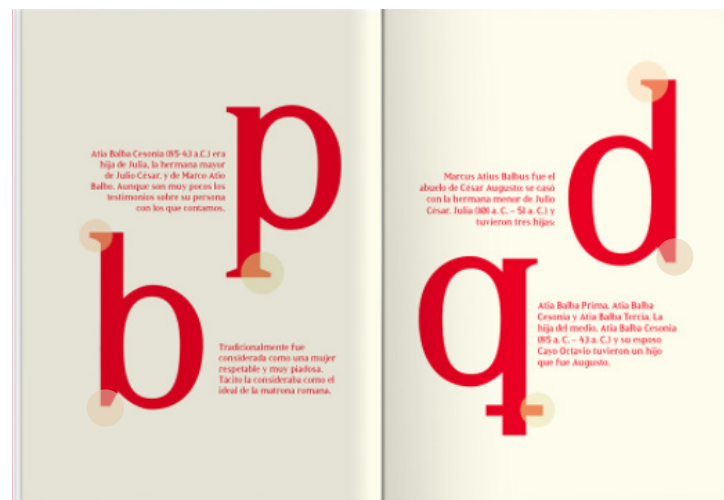 p
Atia Balba Cesonia (85-43 a.C.) era
hija de Julia, la hermana mayor
de Julio César, y de Marco Atio
Balbo. Aunque son muy pocos los
testimonios sobre su persona
con los que contamos.
b
Tradicionalmente fue
considerada como una mujer
respetable y muy piadosa.
Tácito la consideraba como el
ideal de la matrona romana.
d
Marcus Atius Balbus fue el
abuelo de César Augusto; se casó
con la hermana menor de Julio
César, Julia (101 a. C. – 51 a. C.) y
tuvieron tres hijas:
q
Atia Balba Prima, Atia Balba
Cesonia y Atia Balba Tercia. La
hija del medio, Atia Balba Cesonia
(85 a. C. – 43 a. C.) y su esposo
Cayo Octavio tuvieron un hijo
que fue Augusto.